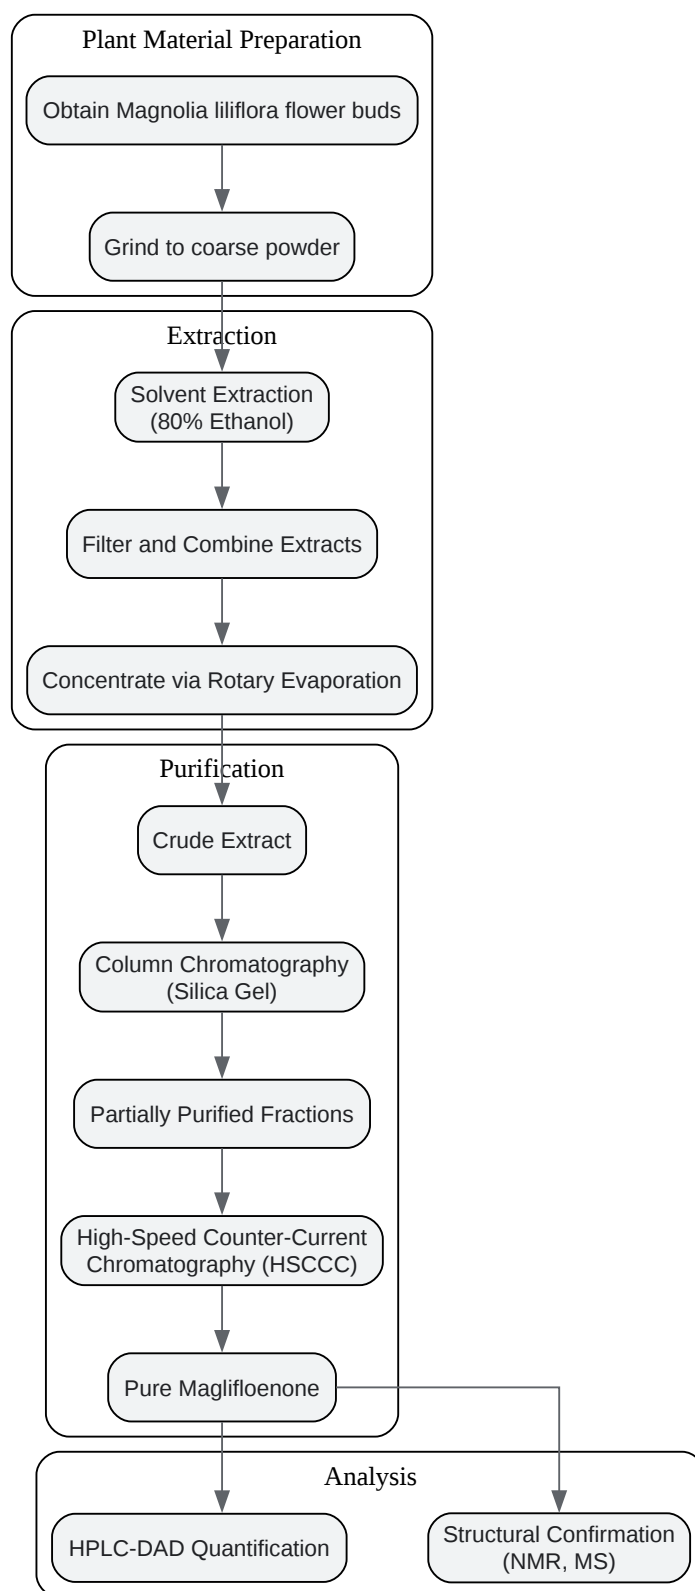 Plant Material Preparation
Obtain Magnolia liliflora flower buds
Grind to coarse powder
Extraction
Solvent Extraction
(80% Ethanol)
Filter and Combine Extracts
Concentrate via Rotary Evaporation
Purification
Crude Extract
Column Chromatography
(Silica Gel)
Partially Purified Fractions
High-Speed Counter-Current
Chromatography (HSCCC)
Pure Maglifloenone
Analysis
HPLC-DAD Quantification
Structural Confirmation
(NMR, MS)